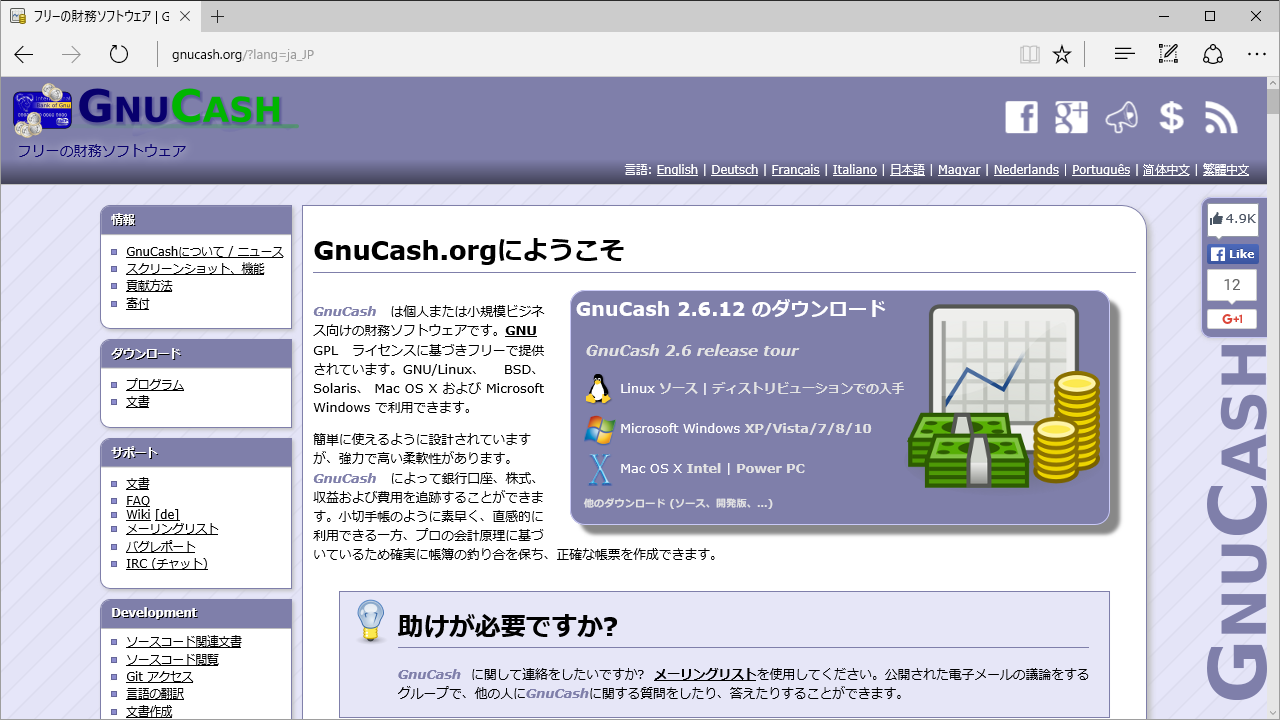 フリーの財務ソフトウェア | G
gnucash.org/?lang=ja_JP
GNUCASH
フリーの財務ソフトウェア
言語: English | Deutsch | Français | Italiano | 日本語 | Magyar | Nederlands | Português | 简体中文 | 繁體中文
情報
GnuCashについて / ニュース
スクリーンショット、機能
貢献方法
寄付
ダウンロード
プログラム
文書
サポート
文書
FAQ
Wiki [de]
メーリングリスト
バグレポート
IRC (チャット)
Development
ソースコード関連文書
ソースコード閲覧
Git アクセス
言語の翻訳
文書作成
GnuCash.orgにようこそ
GnuCash は個人または小規模ビジネ
ス向けの財務ソフトウェアです。GNU
GPL ライセンスに基づきフリーで提供
されています。GNU/Linux、 BSD、
Solaris、 Mac OS X および Microsoft
Windows で利用できます。
簡単に使えるように設計されています
が、強力で高い柔軟性があります。
GnuCash によって銀行口座、株式、
収益および費用を追跡することができま
す。小切手帳のように素早く、直感的に
利用できる一方、プロの会計原理に基づ
いているため確実に帳簿の釣り合を保ち、正確な帳票を作成できます。
GnuCash 2.6.12 のダウンロード
GnuCash 2.6 release tour
Linux ソース | ディストリビューションでの入手
Microsoft Windows XP/Vista/7/8/10
Mac OS X Intel | Power PC
他のダウンロード (ソース、開発版、...)
助けが必要ですか?
GnuCash に関して連絡をしたいですか? メーリングリストを使用してください。公開された電子メールの議論をする
グループで、他の人にGnuCashに関する質問をしたり、答えたりすることができます。
4.9K
Like
12
G+1
GNUCASH